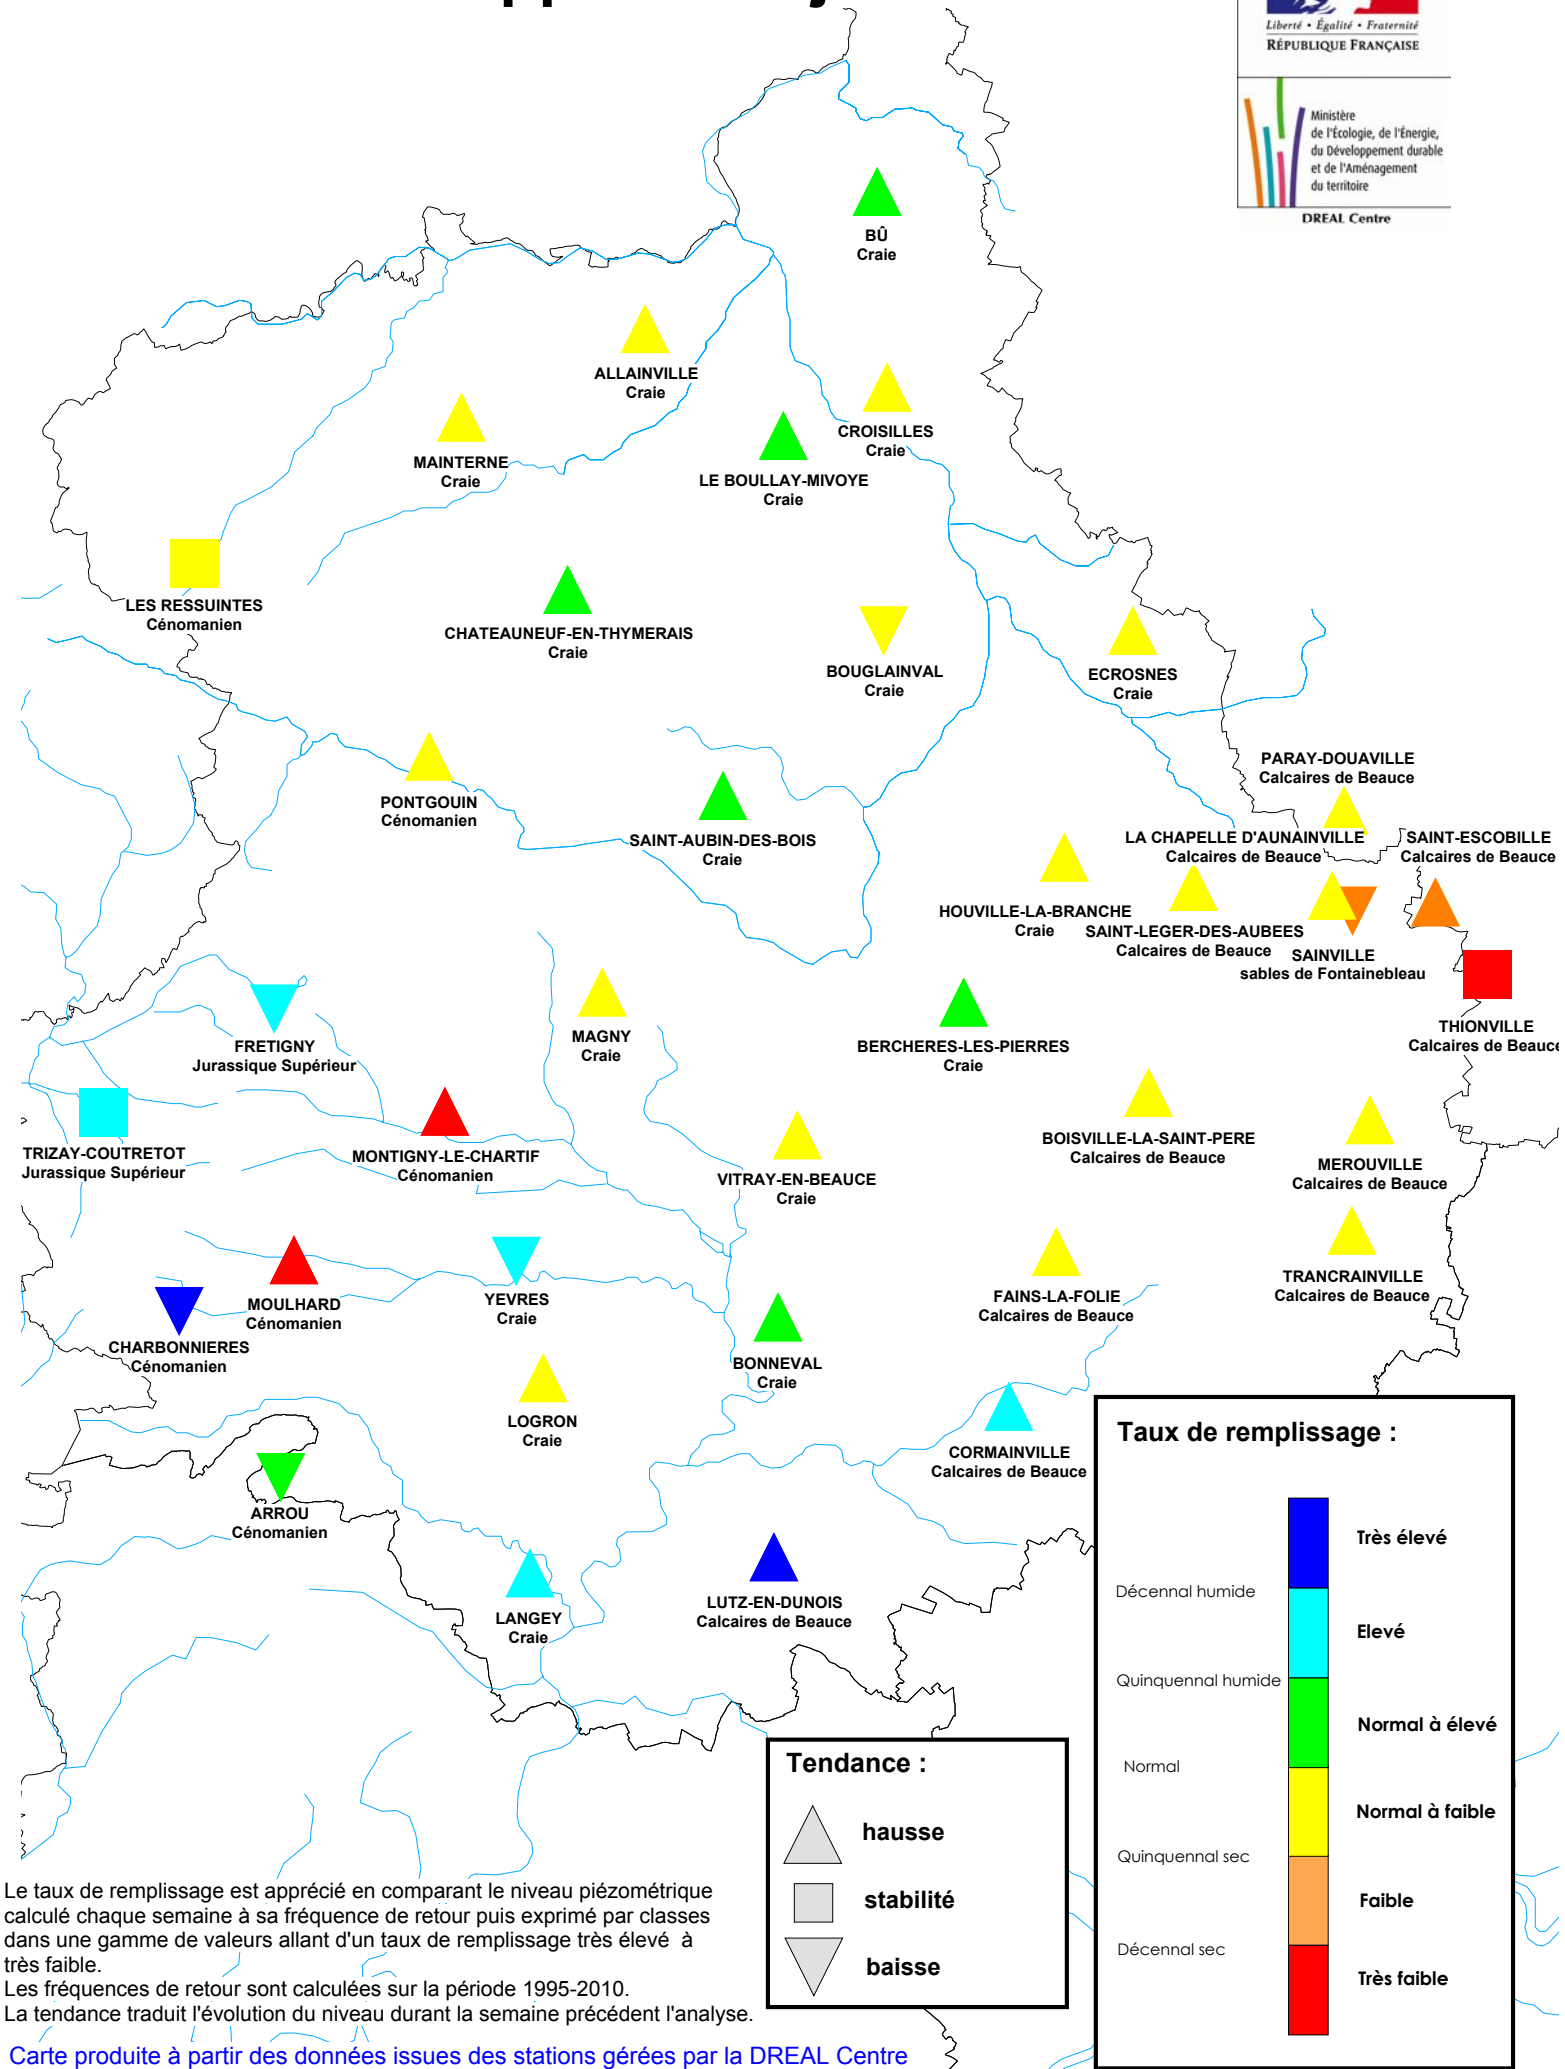 Liberté • Égalité • Fraternité
RÉPUBLIQUE FRANÇAISE
Ministère
de l'Écologie, de l'Énergie,
du Développement durable
et de l'Aménagement
du territoire
DREAL Centre
BÛ
Craie
ALLAINVILLE
Craie
CROISILLES
Craie
MAINTERNE
Craie
LE BOULLAY-MIVOYE
Craie
LES RESSUINTES
Cénomanien
CHATEAUNEUF-EN-THYMERAIS
Craie
BOUGLAINVAL
Craie
ECROSNES
Craie
PARAY-DOUAVILLE
Calcaires de Beauce
PONTGOUIN
Cénomanien
SAINT-AUBIN-DES-BOIS
Craie
LA CHAPELLE D'AUNAINVILLE
Calcaires de Beauce
SAINT-ESCOBILLE
Calcaires de Beauce
HOUVILLE-LA-BRANCHE
Craie
SAINT-LEGER-DES-AUBEES
Calcaires de Beauce
SAINVILLE
sables de Fontainebleau
THIONVILLE
Calcaires de Beauce
FRETIGNY
Jurassique Supérieur
MAGNY
Craie
BERCHERES-LES-PIERRES
Craie
TRIZAY-COUTRETOT
Jurassique Supérieur
MONTIGNY-LE-CHARTIF
Cénomanien
VITRAY-EN-BEAUCE
Craie
BOISVILLE-LA-SAINT-PERE
Calcaires de Beauce
MEROUVILLE
Calcaires de Beauce
TRANCRAINVILLE
Calcaires de Beauce
MOULHARD
Cénomanien
YEVRES
Craie
FAINS-LA-FOLIE
Calcaires de Beauce
CHARBONNIERES
Cénomanien
BONNEVAL
Craie
LOGRON
Craie
CORMAINVILLE
Calcaires de Beauce
ARROU
Cénomanien
LANGEY
Craie
LUTZ-EN-DUNOIS
Calcaires de Beauce
Taux de remplissage :
Très élevé
Décennal humide
Elevé
Quinquennal humide
Normal à élevé
Normal
Normal à faible
Quinquennal sec
Faible
Décennal sec
Très faible
Tendance :
hausse
stabilité
baisse
Le taux de remplissage est apprécié en comparant le niveau piézométrique
calculé chaque semaine à sa fréquence de retour puis exprimé par classes
dans une gamme de valeurs allant d'un taux de remplissage très élevé à
très faible.
Les fréquences de retour sont calculées sur la période 1995-2010.
La tendance traduit l'évolution du niveau durant la semaine précédent l'analyse.
Carte produite à partir des données issues des stations gérées par la DREAL Centre